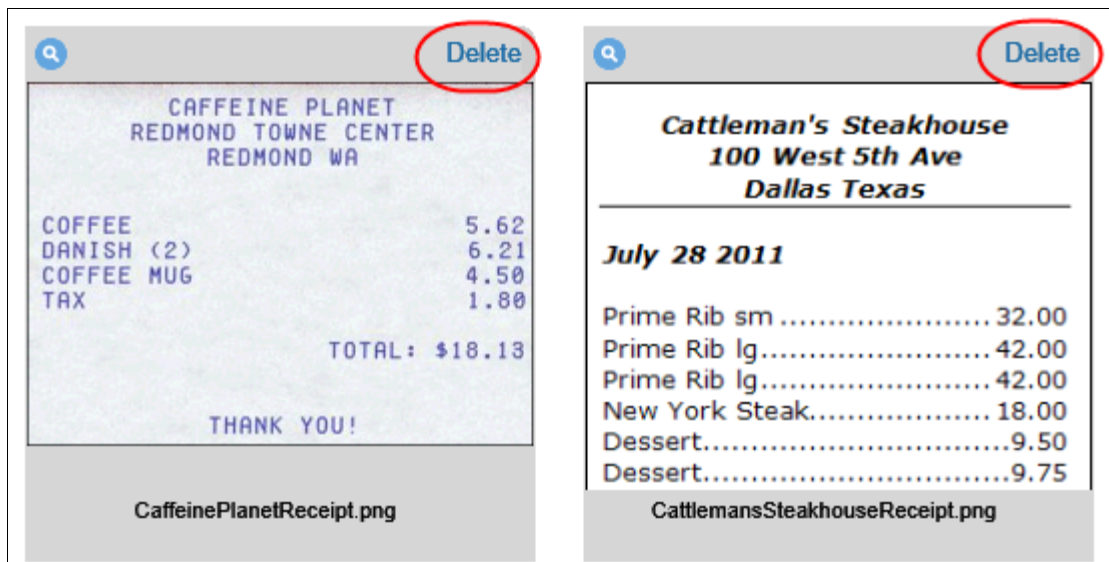 Delete
CAFFEINE PLANET
REDMOND TOWNE CENTER
REDMOND WA
COFFEE 5.62
DANISH (2) 6.21
COFFEE MUG 4.50
TAX 1.80
TOTAL: $18.13
THANK YOU!
CaffeinePlanetReceipt.png
Delete
Cattleman's Steakhouse
100 West 5th Ave
Dallas Texas
July 28 2011
Prime Rib sm ...................... 32.00
Prime Rib lg........................ 42.00
Prime Rib lg........................ 42.00
New York Steak................... 18.00
Dessert................................9.50
Dessert................................9.75
CattlemansSteakhouseReceipt.png